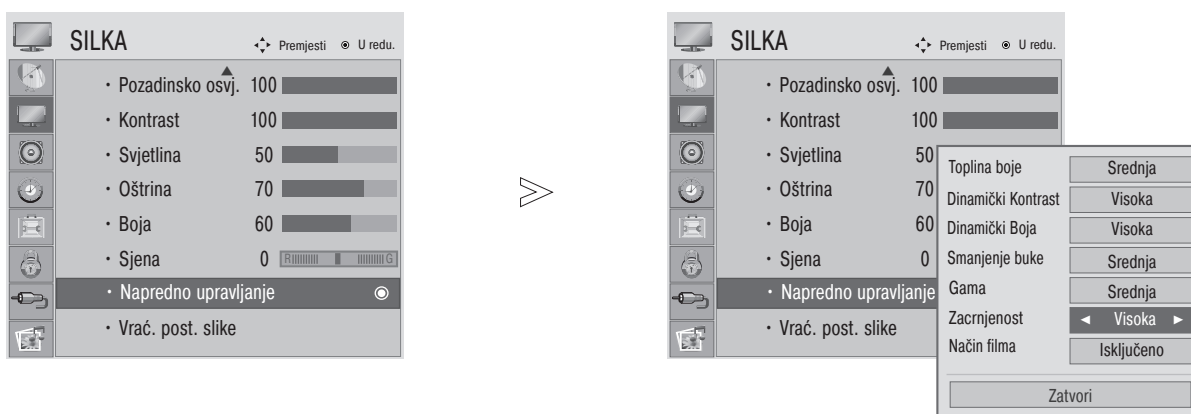 SILKA Premjesti U redu.
• Pozadinsko osvj. 100
• Kontrast 100
• Svjetlina 50
• Oštrina 70
• Boja 60
• Sjena 0 R G
• Napredno upravljanje
• Vrać. post. slike
SILKA Premjesti U redu.
• Pozadinsko osvj. 100
• Kontrast 100
• Svjetlina 50
• Oštrina 70
• Boja 60
• Sjena 0
• Napredno upravljanje
• Vrać. post. slike
Toplina boje Srednja
Dinamički Kontrast Visoka
Dinamički Boja Visoka
Smanjenje buke Srednja
Gama Srednja
Zacrnjenost ◄ Visoka ►
Način filma Isključeno
Zatvori